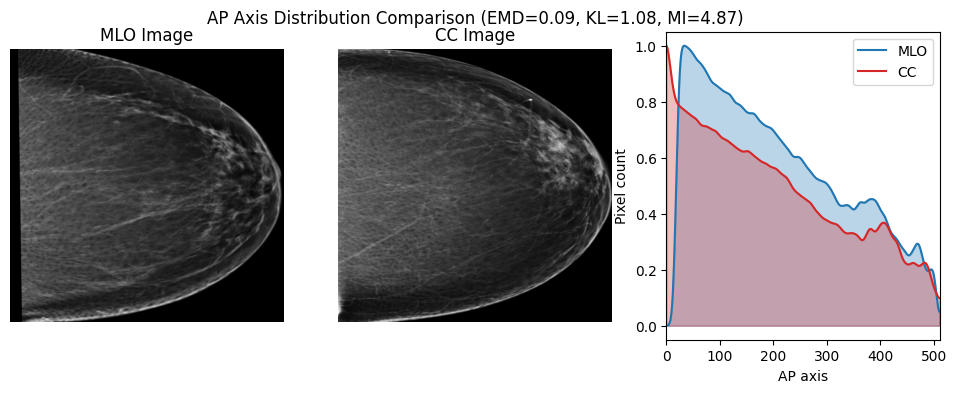 AP Axis Distribution Comparison (EMD=0.09, KL=1.08, MI=4.87)
MLO Image
CC Image
MLO
CC
Pixel count
1.0
0.8
0.6
0.4
0.2
0.0
0 100 200 300 400 500
AP axis